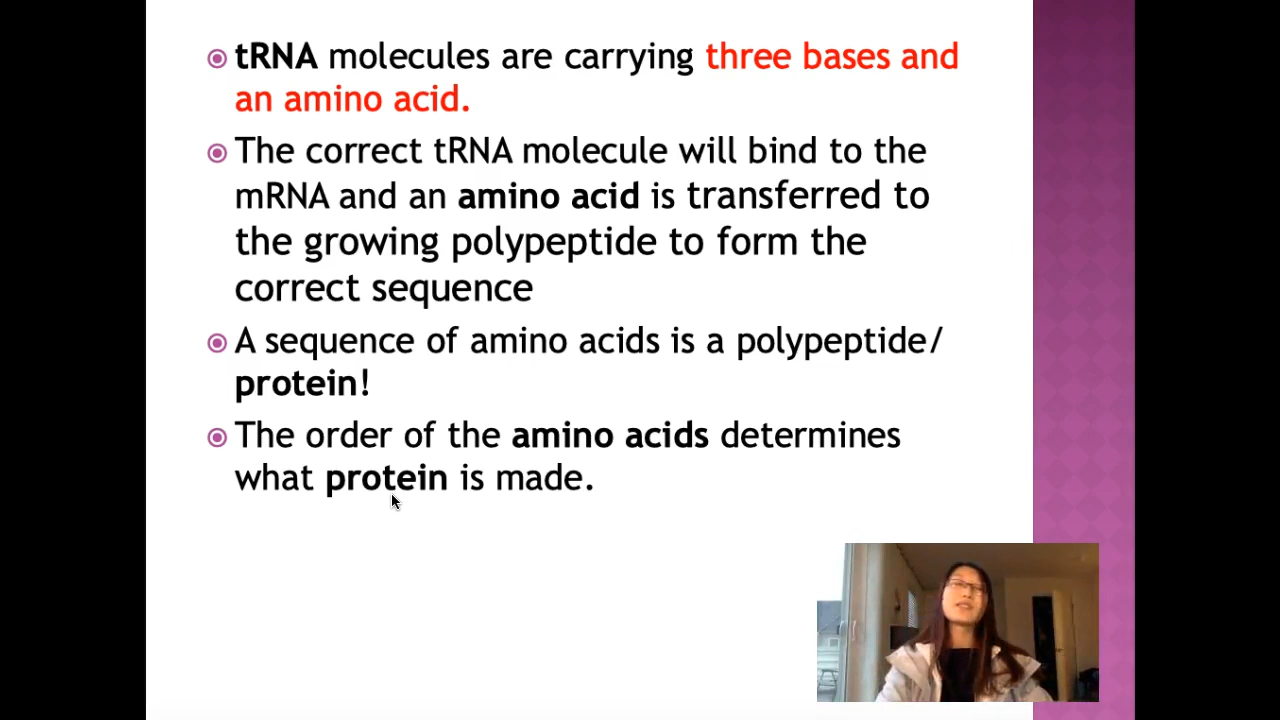 tRNA molecules are carrying three bases and
an amino acid.
The correct tRNA molecule will bind to the
mRNA and an amino acid is transferred to
the growing polypeptide to form the
correct sequence
A sequence of amino acids is a polypeptide/
protein!
The order of the amino acids determines
what protein is made.